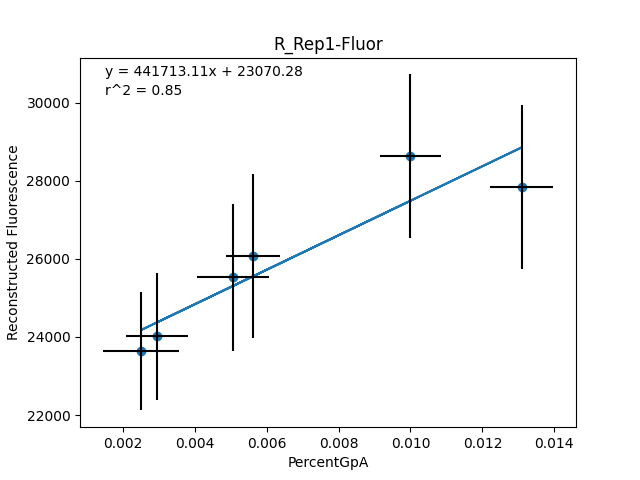 R_Rep1-Fluor
y = 441713.11x + 23070.28
r^2 = 0.85
Reconstructed Fluorescence
30000
28000
26000
24000
22000
0.002 0.004 0.006 0.008 0.010 0.012 0.014
PercentGpA